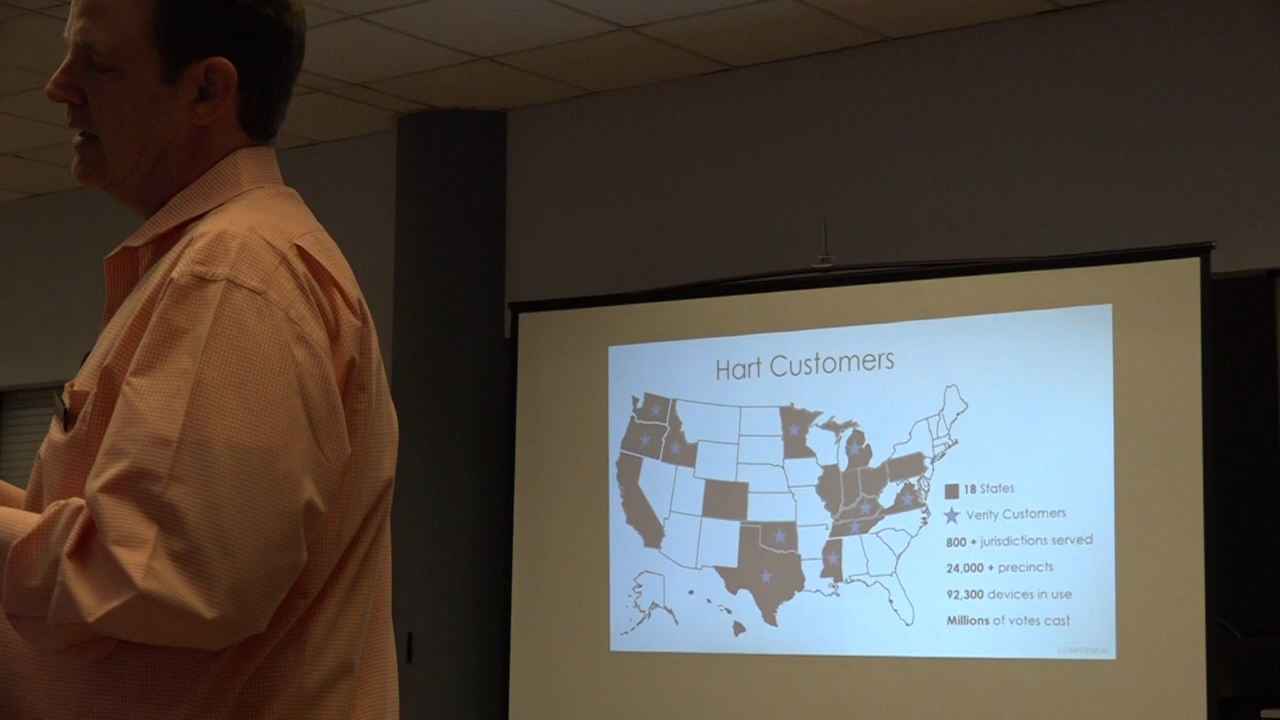 Hart Customers
18 States
Verity Customers
800 + jurisdictions served
24,000 + precincts
92,300 devices in use
Millions of votes cast
CONFIDENTIAL